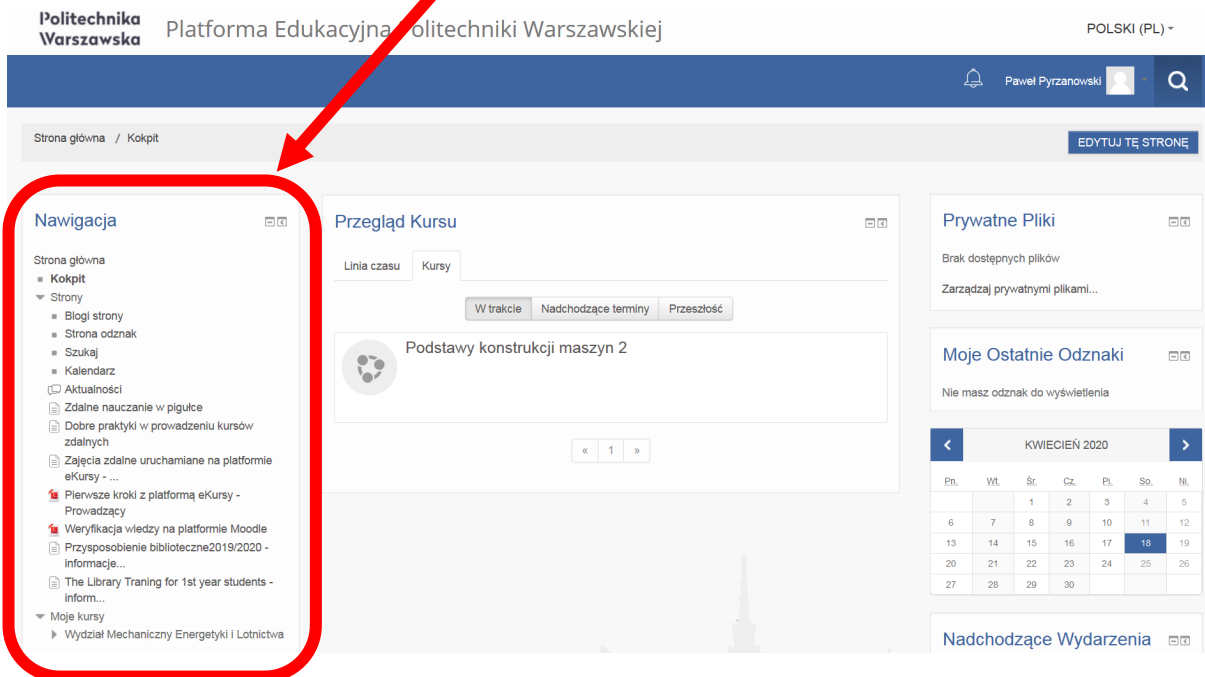 Politechnika
Warszawska
Platforma Edukacyjna Politechniki Warszawskiej
POLSKI (PL)
Paweł Pyrzanowski
Strona główna / Kokpit
EDYTUJ TĘ STRONĘ
Nawigacja
Strona główna
Kokpit
Strony
Blogi strony
Strona odznak
Szukaj
Kalendarz
Aktualności
Zdalne nauczanie w pigułce
Dobre praktyki w prowadzeniu kursów
zdalnych
Zajęcia zdalne uruchamiane na platformie
eKursy - ...
Pierwsze kroki z platformą eKursy -
Prowadzący
Weryfikacja wiedzy na platformie Moodle
Przysposobienie biblioteczne2019/2020 -
informacje...
The Library Traning for 1st year students -
inform...
Moje kursy
Wydział Mechaniczny Energetyki i Lotnictwa
Przegląd Kursu
Linia czasu Kursy
W trakcie Nadchodzące terminy Przeszłość
Podstawy konstrukcji maszyn 2
« 1 »
Prywatne Pliki
Brak dostępnych plików
Zarządzaj prywatnymi plikami...
Moje Ostatnie Odznaki
Nie masz odznak do wyświetlenia
KWIECIEŃ 2020
Pn. Wt. Śr. Cz. Pi. So. Ni.
1 2 3 4 5
6 7 8 9 10 11 12
13 14 15 16 17 18 19
20 21 22 23 24 25 26
27 28 29 30
Nadchodzące Wydarzenia